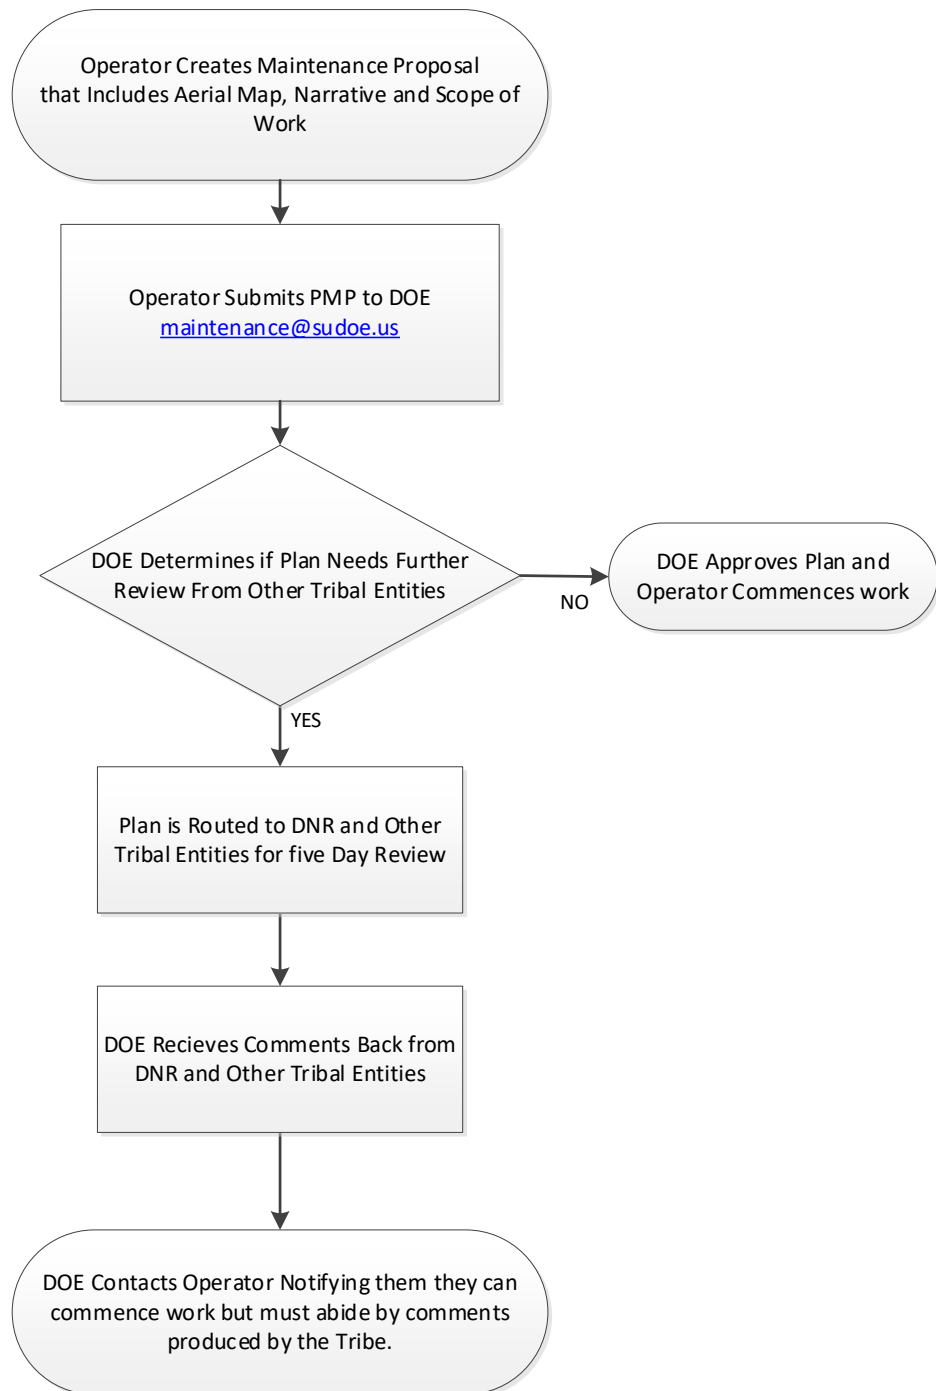 Operator Creates Maintenance Proposal
that Includes Aerial Map, Narrative and Scope of
Work
Operator Submits PMP to DOE
maintenance@sudoe.us
DOE Determines if Plan Needs Further
Review From Other Tribal Entities
NO
DOE Approves Plan and
Operator Commences work
YES
Plan is Routed to DNR and Other
Tribal Entities for five Day Review
DOE Recieves Comments Back from
DNR and Other Tribal Entities
DOE Contacts Operator Notifying them they can
commence work but must abide by comments
produced by the Tribe.